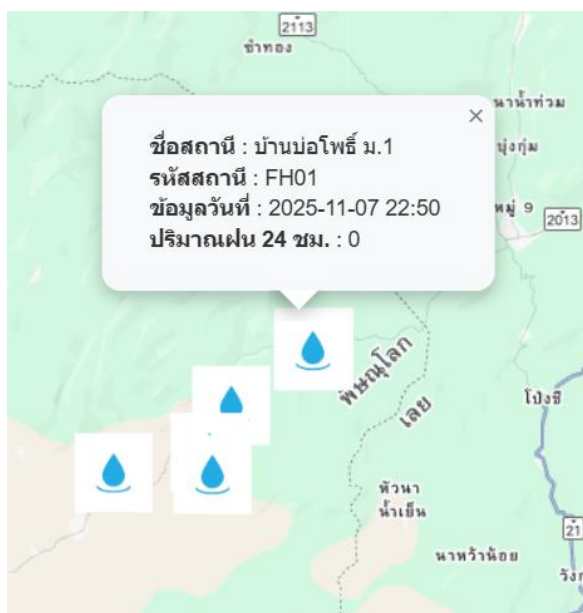 2113
ซำทอง
นาน้ำท่วม
×
ชื่อสถานี : บ้านบ่อโพธิ์ ม.1
บุ่งกุ่ม
รหัสสถานี : FH01
ข้อมูลวันที่ : 2025-11-07 22:50
หมู่ 9
2013
ปริมาณฝน 24 ชม. : 0
พิษณุโลก
เลย
โป่งชี
หัวนา
น้ำเย็น
21
นาหว้าน้อย